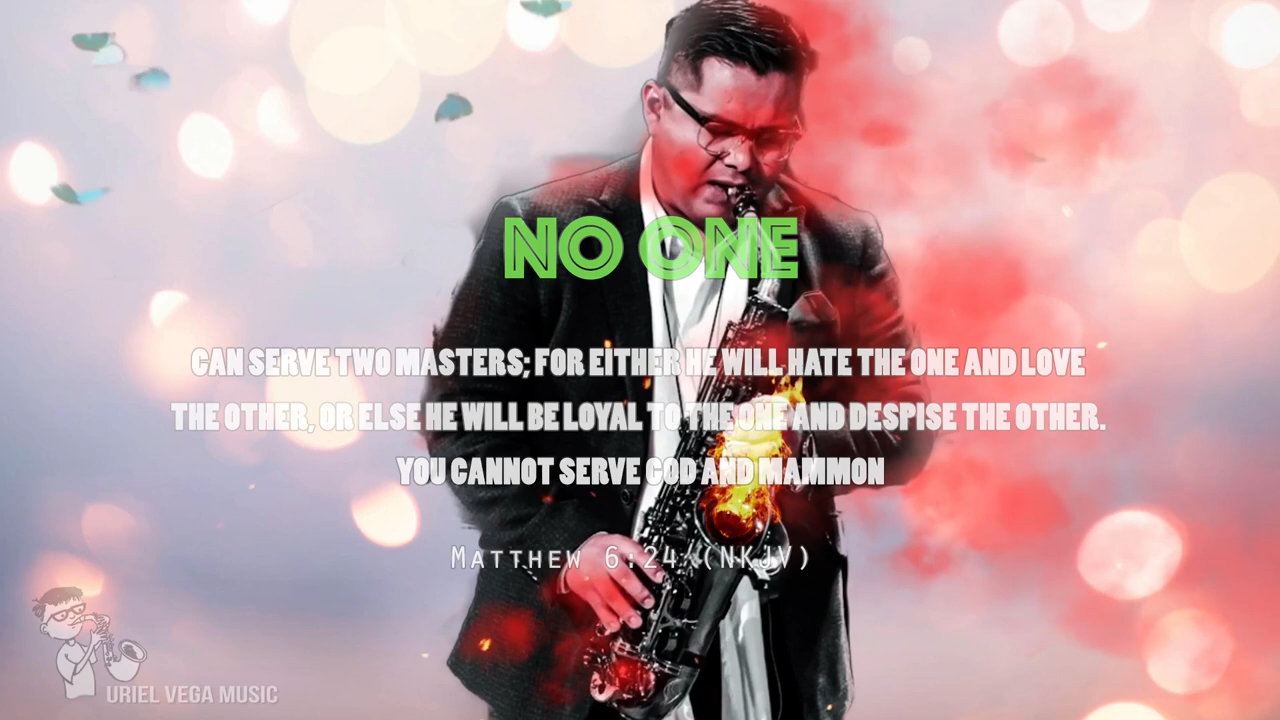 NO ONE
CAN SERVE TWO MASTERS; FOR EITHER HE WILL HATE THE ONE AND LOVE
THE OTHER, OR ELSE HE WILL BE LOYAL TO THE ONE AND DESPISE THE OTHER.
YOU CANNOT SERVE GOD AND MAMMON
MATTHEW 6:24 (NKJV)
URIEL VEGA MUSIC